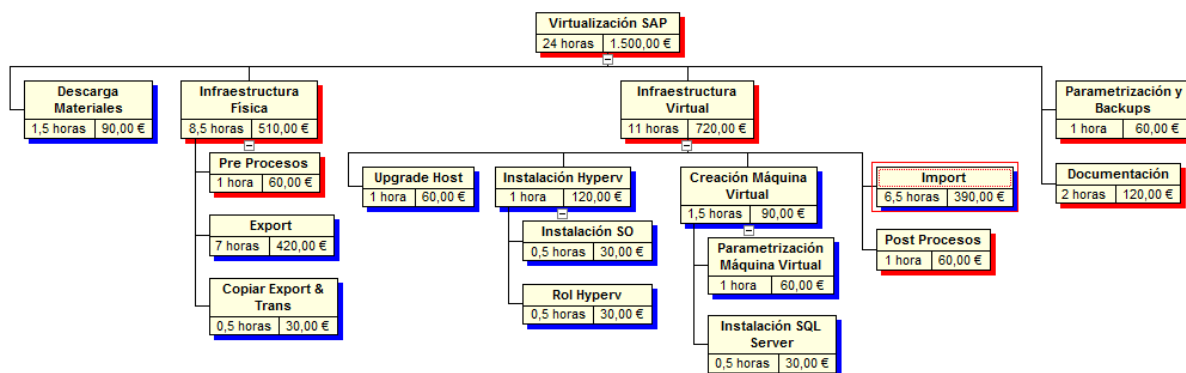 Virtualización SAP
24 horas 1.500,00 €
Descarga
Materiales
1,5 horas 90,00 €
Infraestructura
Física
8,5 horas 510,00 €
Pre Procesos
1 hora 60,00 €
Export
7 horas 420,00 €
Copiar Export &
Trans
0,5 horas 30,00 €
Infraestructura
Virtual
11 horas 720,00 €
Upgrade Host
1 hora 60,00 €
Instalación Hyperv
1 hora 120,00 €
Instalación SO
0,5 horas 30,00 €
Rol Hyperv
0,5 horas 30,00 €
Creación Máquina
Virtual
1,5 horas 90,00 €
Parametrización
Máquina Virtual
1 hora 60,00 €
Instalación SQL
Server
0,5 horas 30,00 €
Import
6,5 horas 390,00 €
Post Procesos
1 hora 60,00 €
Parametrización y
Backups
1 hora 60,00 €
Documentación
2 horas 120,00 €